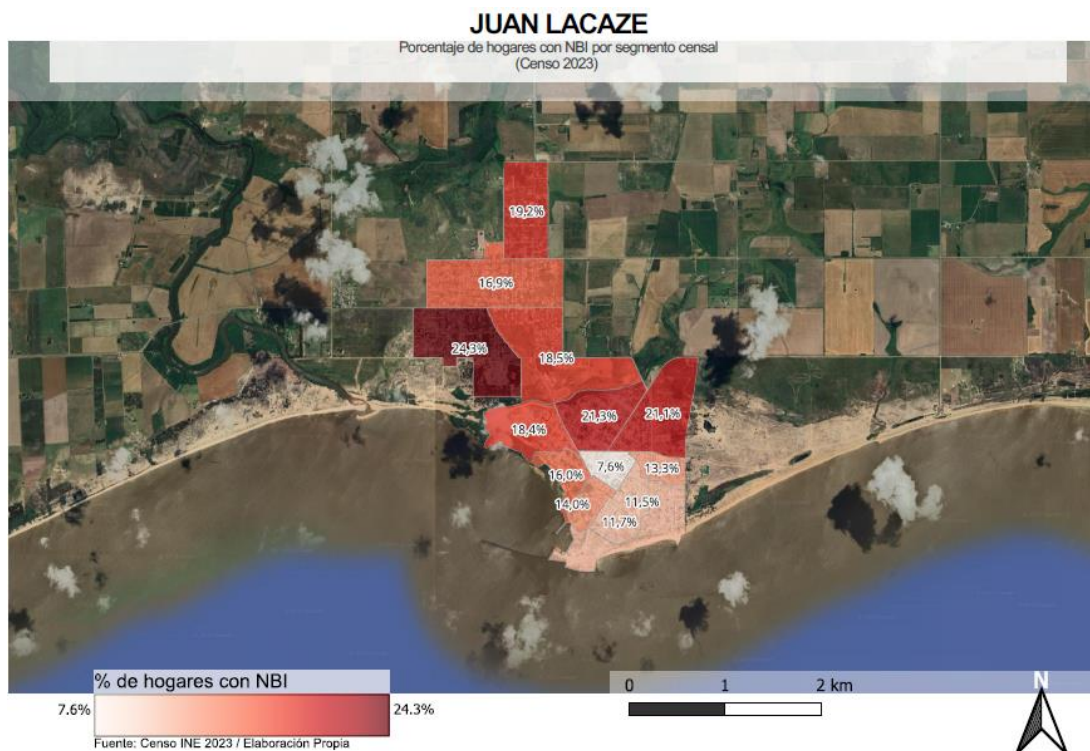 JUAN LACAZE
Porcentaje de hogares con NBI por segmento censal
(Censo 2023)
19,2%
16,9%
24,3%
18,5%
21,3%
21,1%
18,4%
7,6%
13,3%
16,0%
11,5%
14,0%
11,7%
% de hogares con NBI
7.6%
24.3%
Fuente: Censo INE 2023 / Elaboración Propia
0 1 2 km
N